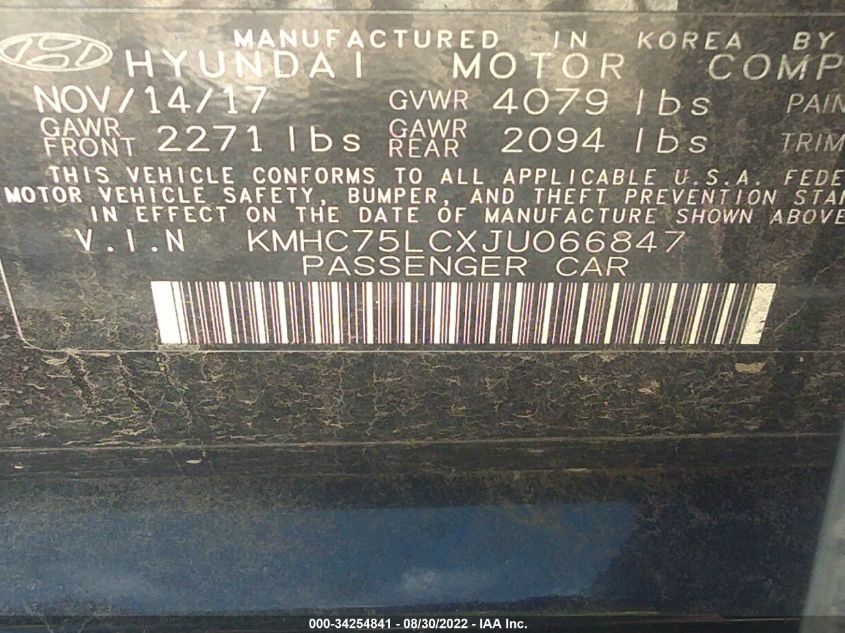 MANUFACTURED IN KOREA BY
HYUNDAI MOTOR COMP
NOV/14/17 GVWR 4079 lbs PAIN
GAWR FRONT 2271 lbs GAWR REAR 2094 lbs TRIM
THIS VEHICLE CONFORMS TO ALL APPLICABLE U.S.A. FEDE
MOTOR VEHICLE SAFETY, BUMPER, AND THEFT PREVENTION STAN
IN EFFECT ON THE DATE OF MANUFACTURE SHOWN ABOVE
V.I.N KMHC75LCXJU066847
PASSENGER CAR
000-34254841 - 08/30/2022 - IAA Inc.